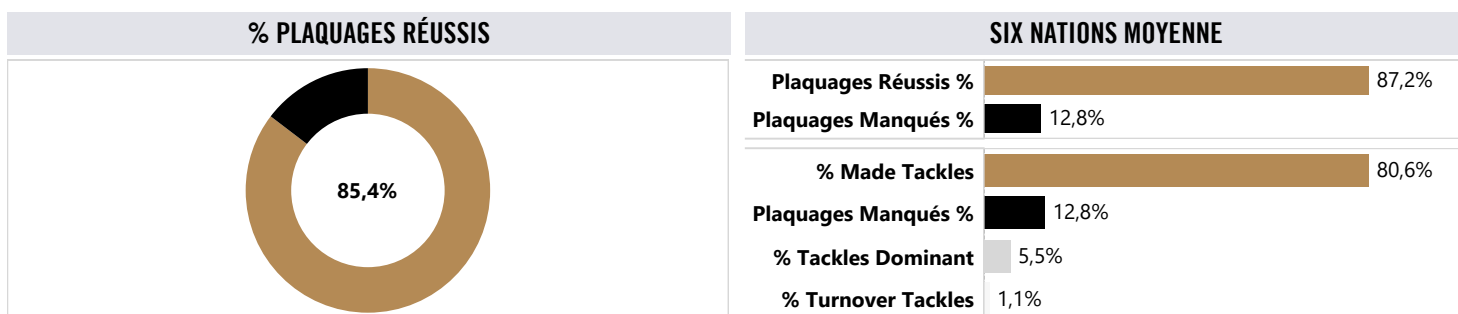 % PLAQUAGES RÉUSSIS
85,4%
SIX NATIONS MOYENNE
Plaquages Réussis % 87,2%
Plaquages Manqués % 12,8%
% Made Tackles 80,6%
Plaquages Manqués % 12,8%
% Tackles Dominant 5,5%
% Turnover Tackles 1,1%